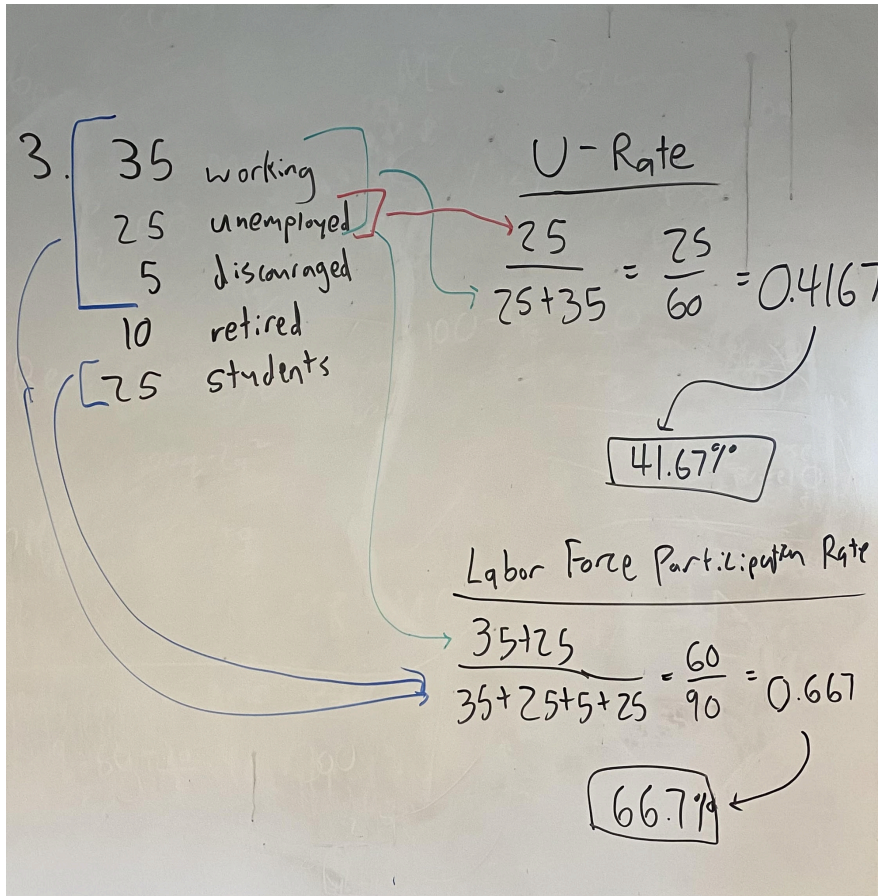 3. 35 working
25 unemployed
5 discouraged
10 retired
25 students
U-Rate
25/25+35 = 25/60 = 0.4167
41.67%
Labor Force Participation Rate
35+25/35+25+5+25 = 60/90 = 0.667
66.7%